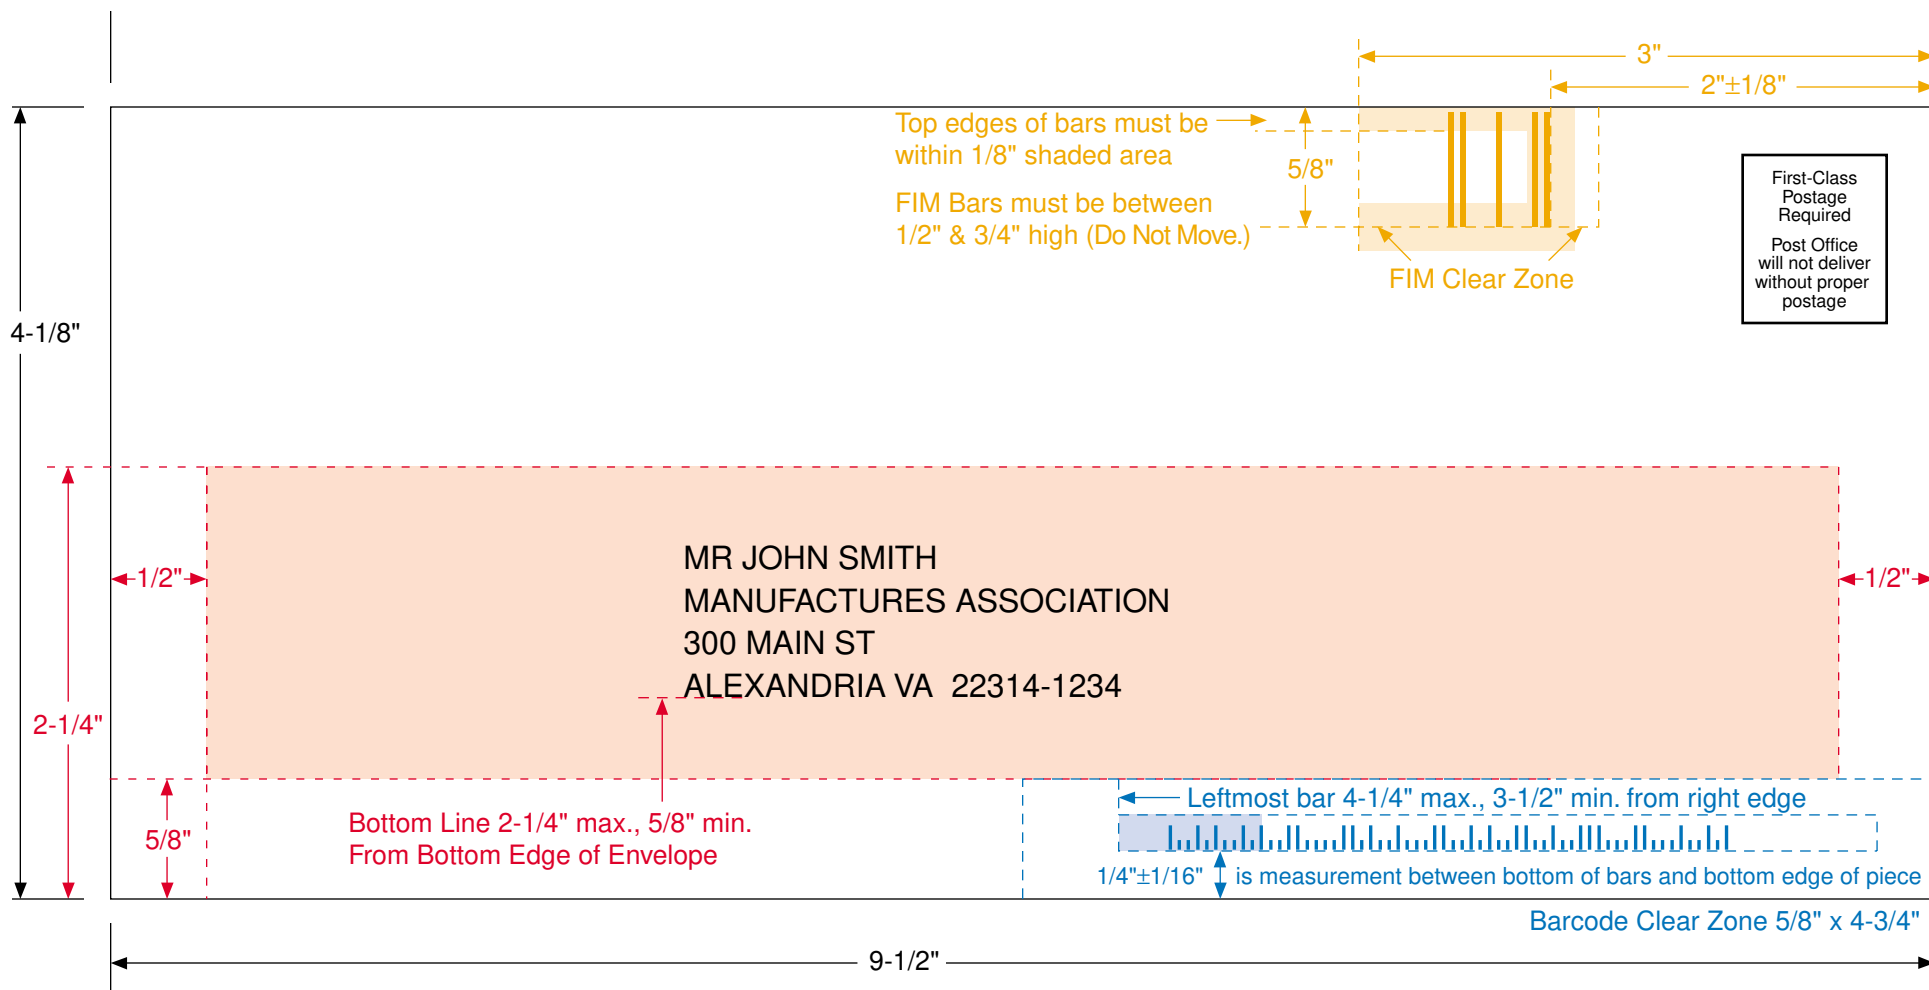 3"
2"±1/8"
Top edges of bars must be
within 1/8" shaded area
5/8"
FIM Bars must be between
1/2" & 3/4" high (Do Not Move.)
FIM Clear Zone
First-Class
Postage
Required
Post Office
will not deliver
without proper
postage
4-1/8"
1/2"
MR JOHN SMITH
MANUFACTURES ASSOCIATION
300 MAIN ST
ALEXANDRIA VA  22314-1234
1/2"
2-1/4"
5/8"
Bottom Line 2-1/4" max., 5/8" min.
From Bottom Edge of Envelope
Leftmost bar 4-1/4" max., 3-1/2" min. from right edge
1/4"±1/16" is measurement between bottom of bars and bottom edge of piece
Barcode Clear Zone 5/8" x 4-3/4"
9-1/2"